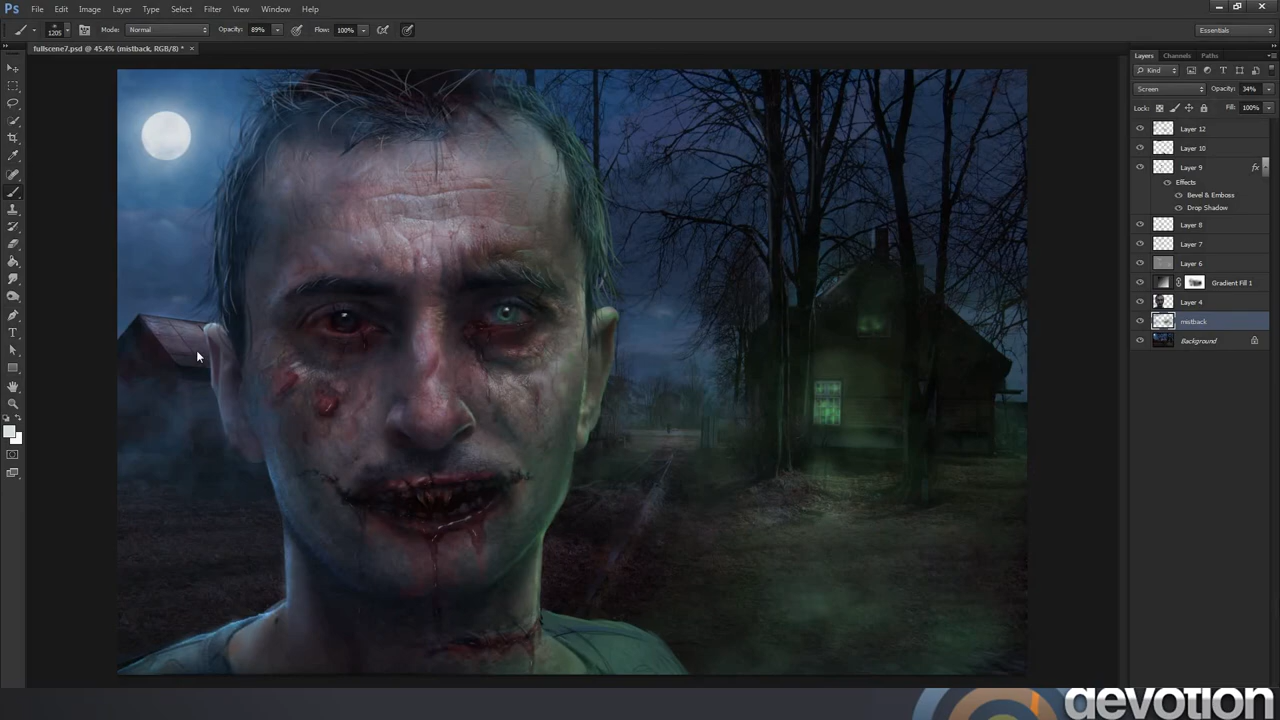 Ps File Edit Image Layer Type Select Filter View Window Help
1205 Mode: Normal Opacity: 89% Flow: 100% Essentials
fullscene7.psd @ 45.4% (mistback, RGB/8) * ×
Layers Channels Paths
Kind
Screen Opacity: 34%
Lock: Fill: 100%
Layer 12
Layer 10
Layer 9 fx
Effects
Bevel & Emboss
Drop Shadow
Layer 8
Layer 7
Layer 6
Gradient Fill 1
Layer 4
mistback
Background
devotion